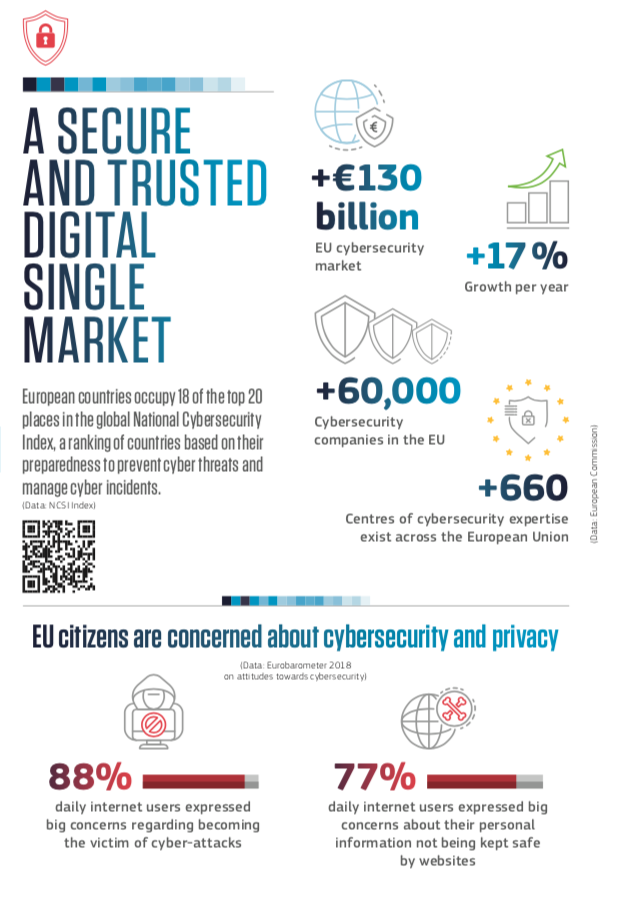 A SECURE
AND TRUSTED
DIGITAL
SINGLE
MARKET
European countries occupy 18 of the top 20
places in the global National Cybersecurity
Index, a ranking of countries based on their
preparedness to prevent cyber threats and
manage cyber incidents.
(Data: NCSI Index)
€
+€130
billion
EU cybersecurity
market
+17%
Growth per year
+60,000
Cybersecurity
companies in the EU
+660
Centres of cybersecurity expertise
exist across the European Union
(Data: European Commission)
EU citizens are concerned about cybersecurity and privacy
(Data: Eurobarometer 2018
on attitudes towards cybersecurity)
88%
daily internet users expressed
big concerns regarding becoming
the victim of cyber-attacks
77%
daily internet users expressed big
concerns about their personal
information not being kept safe
by websites